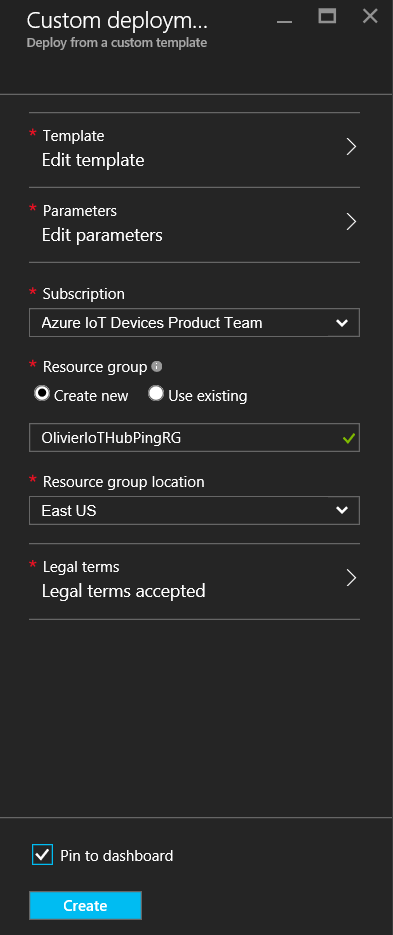 Custom deploym...
Deploy from a custom template
* Template
Edit template
* Parameters
Edit parameters
* Subscription
Azure IoT Devices Product Team
* Resource group
Create new Use existing
OlivierIoTHubPingRG
* Resource group location
East US
* Legal terms
Legal terms accepted
Pin to dashboard
Create